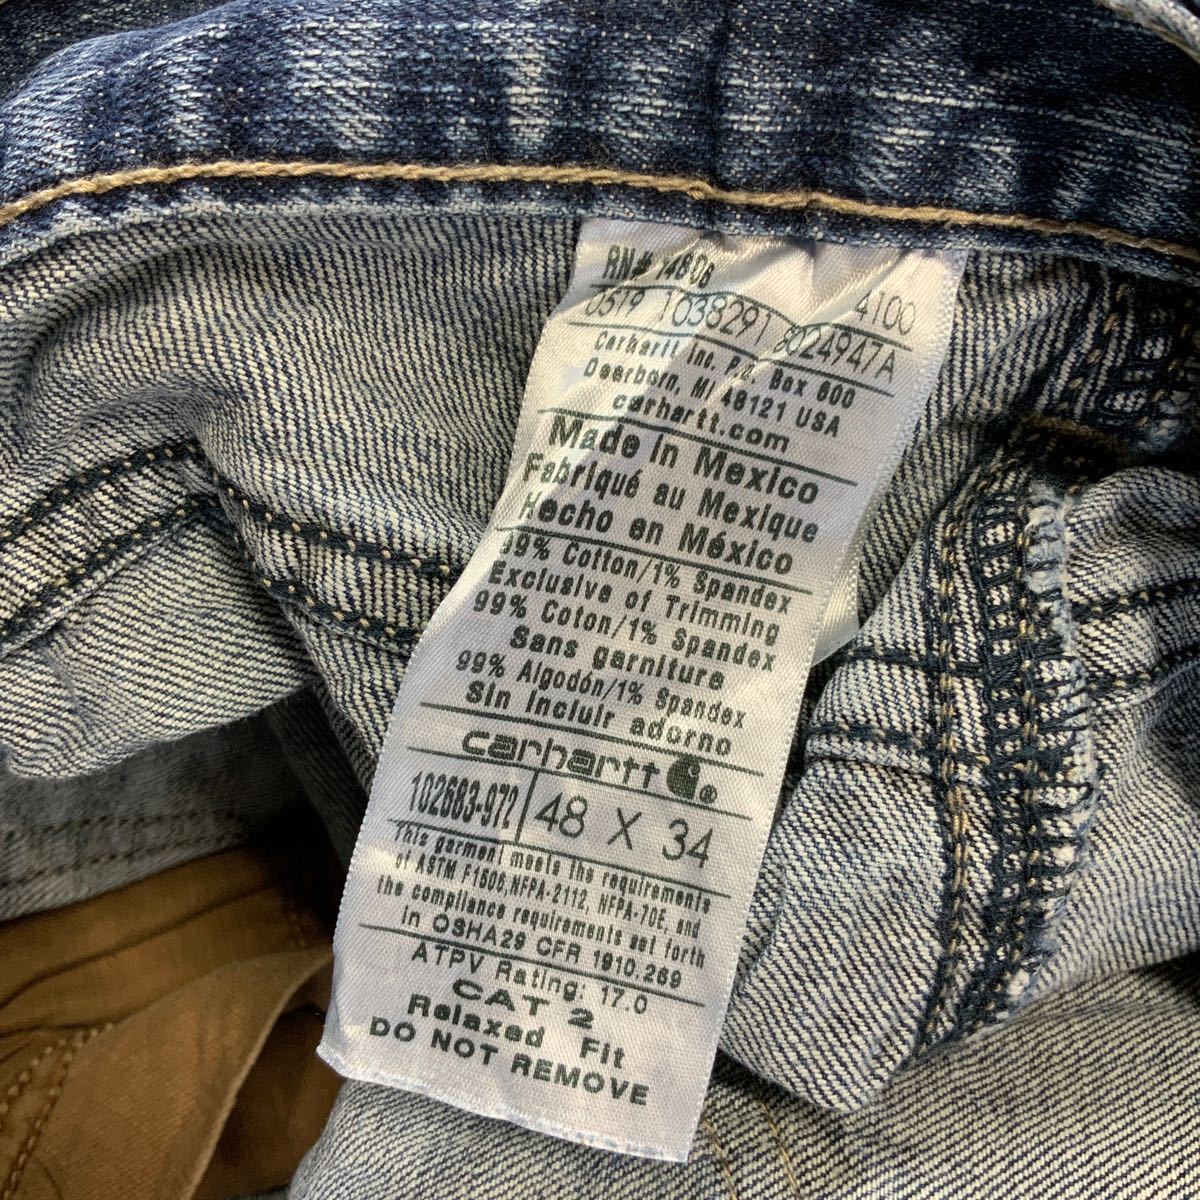 RN# 14806
4100
0519 1038291 8024947A
Carhartt Inc. P.O. Box 600
Dearborn, MI 48121 USA
carhartt.com
Made in Mexico
Fabriqué au Mexique
Hecho en México
99% Cotton/1% Spandex
Exclusive of Trimming
99% Coton/1% Spandex
Sans garniture
99% Algodón/1% Spandex
Sin incluir adorno
carhartt ®
102683-972
48 X 34
This garment meets the requirements
of ASTM F1506, NFPA-2112, NFPA-70E, and
the compliance requirements set forth
in OSHA29 CFR 1910.269
ATPV Rating: 17.0
CAT 2
Relaxed Fit
DO NOT REMOVE